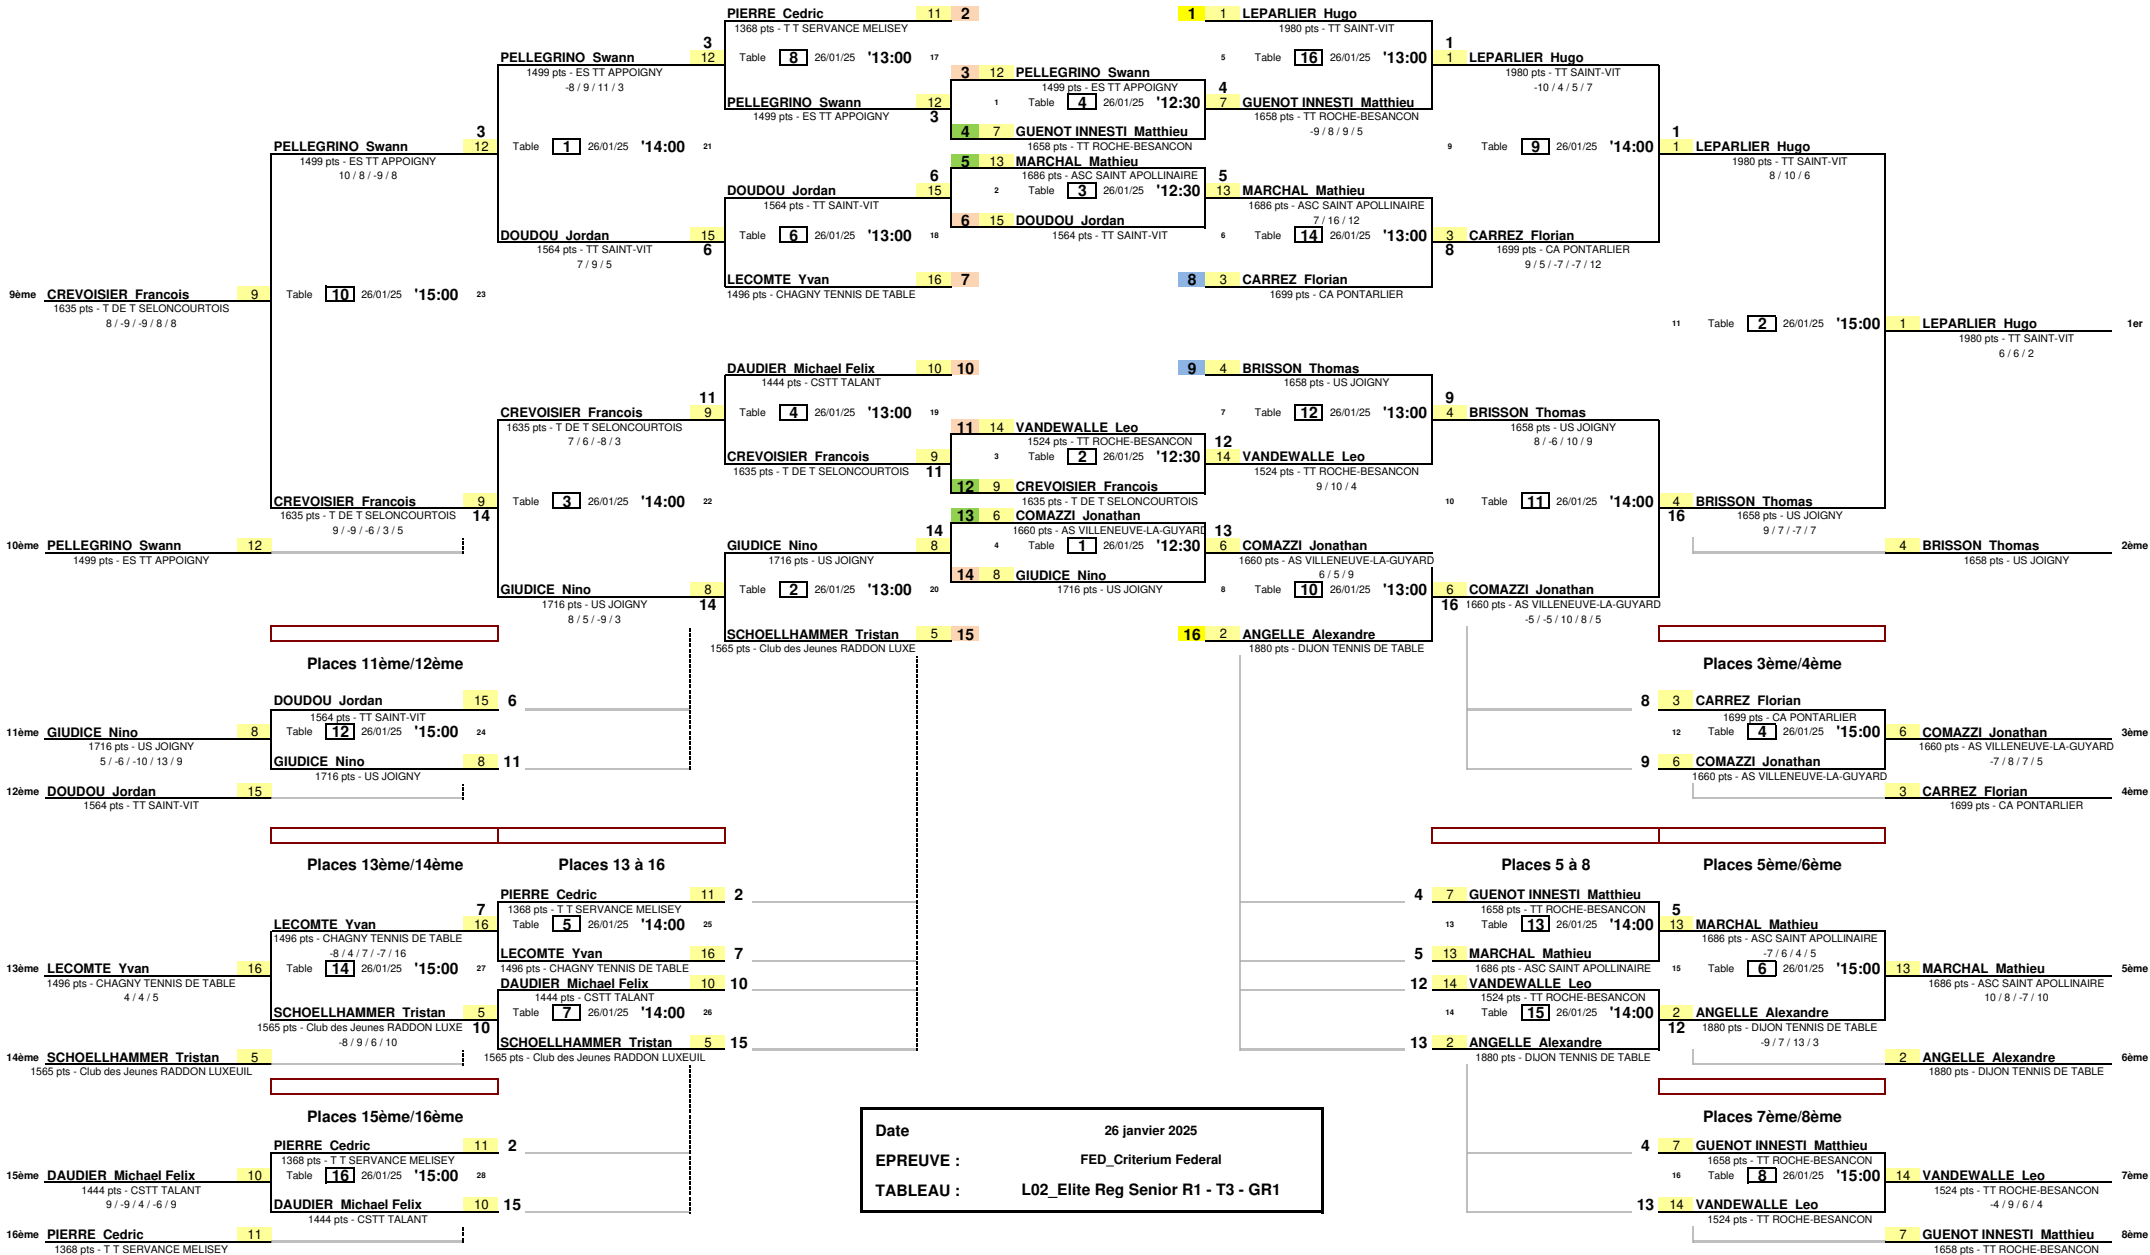 PIERRE Cedric 11 2
1368 pts - T T SERVANCE MELISEY
Table 8 26/01/25 '13:00 17
PELLEGRINO Swann 12
1499 pts - ES TT APPOIGNY
3
3
PELLEGRINO Swann 12
1499 pts - ES TT APPOIGNY
-8 / 9 / 11 / 3
Table 1 26/01/25 '14:00 21
DOUDOU Jordan 15
1564 pts - TT SAINT-VIT
7 / 9 / 5
6
6
DOUDOU Jordan 15
1564 pts - TT SAINT-VIT
Table 6 26/01/25 '13:00 18
LECOMTE Yvan 16 7
1496 pts - CHAGNY TENNIS DE TABLE
3
PELLEGRINO Swann 12
1499 pts - ES TT APPOIGNY
10 / 8 / -9 / 8
9ème CREVOISIER Francois 9
1635 pts - T DE T SELONCOURTOIS
8 / -9 / -9 / 8 / 8
Table 10 26/01/25 '15:00 23
DAUDIER Michael Felix 10 10
1444 pts - CSTT TALANT
Table 4 26/01/25 '13:00 19
CREVOISIER Francois 9
1635 pts - T DE T SELONCOURTOIS
11
11
CREVOISIER Francois 9
1635 pts - T DE T SELONCOURTOIS
7 / 6 / -8 / 3
Table 3 26/01/25 '14:00 22
CREVOISIER Francois 9
1635 pts - T DE T SELONCOURTOIS
14
9 / -9 / -6 / 3 / 5
10ème PELLEGRINO Swann 12
1499 pts - ES TT APPOIGNY
14
GIUDICE Nino 8
1716 pts - US JOIGNY
Table 2 26/01/25 '13:00 20
GIUDICE Nino 8
1716 pts - US JOIGNY
14
8 / 5 / -9 / 3
SCHOELLHAMMER Tristan 5 15
1565 pts - Club des Jeunes RADDON LUXE
3 12 PELLEGRINO Swann
1499 pts - ES TT APPOIGNY
1 Table 4 26/01/25 '12:30
4 7 GUENOT INNESTI Matthieu
1658 pts - TT ROCHE-BESANCON
5 13 MARCHAL Mathieu
1686 pts - ASC SAINT APOLLINAIRE
2 Table 3 26/01/25 '12:30
6 15 DOUDOU Jordan
1564 pts - TT SAINT-VIT
11 14 VANDEWALLE Leo
1524 pts - TT ROCHE-BESANCON
3 Table 2 26/01/25 '12:30
12 9 CREVOISIER Francois
1635 pts - T DE T SELONCOURTOIS
13 6 COMAZZI Jonathan
1660 pts - AS VILLENEUVE-LA-GUYARD
4 Table 1 26/01/25 '12:30
14 8 GIUDICE Nino
1716 pts - US JOIGNY
1 1 LEPARLIER Hugo
1980 pts - TT SAINT-VIT
5 Table 16 26/01/25 '13:00
4
7 GUENOT INNESTI Matthieu
1658 pts - TT ROCHE-BESANCON
-9 / 8 / 9 / 5
5
13 MARCHAL Mathieu
1686 pts - ASC SAINT APOLLINAIRE
7 / 16 / 12
6 Table 14 26/01/25 '13:00
8 3 CARREZ Florian
1699 pts - CA PONTARLIER
9 4 BRISSON Thomas
1658 pts - US JOIGNY
7 Table 12 26/01/25 '13:00
12
14 VANDEWALLE Leo
1524 pts - TT ROCHE-BESANCON
9 / 10 / 4
13
6 COMAZZI Jonathan
1660 pts - AS VILLENEUVE-LA-GUYARD
6 / 5 / 9
8 Table 10 26/01/25 '13:00
16 2 ANGELLE Alexandre
1880 pts - DIJON TENNIS DE TABLE
1
1 LEPARLIER Hugo
1980 pts - TT SAINT-VIT
-10 / 4 / 5 / 7
9 Table 9 26/01/25 '14:00
3 CARREZ Florian
8 1699 pts - CA PONTARLIER
9 / 5 / -7 / -7 / 12
9
4 BRISSON Thomas
1658 pts - US JOIGNY
8 / -6 / 10 / 9
10 Table 11 26/01/25 '14:00
6 COMAZZI Jonathan
16 1660 pts - AS VILLENEUVE-LA-GUYARD
-5 / -5 / 10 / 8 / 5
1
1 LEPARLIER Hugo
1980 pts - TT SAINT-VIT
8 / 10 / 6
11 Table 2 26/01/25 '15:00
4 BRISSON Thomas
16 1658 pts - US JOIGNY
9 / 7 / -7 / 7
1 LEPARLIER Hugo 1er
1980 pts - TT SAINT-VIT
6 / 6 / 2
4 BRISSON Thomas 2ème
1658 pts - US JOIGNY
Places 11ème/12ème
DOUDOU Jordan 15 6
1564 pts - TT SAINT-VIT
11ème GIUDICE Nino 8
1716 pts - US JOIGNY
5 / -6 / -10 / 13 / 9
Table 12 26/01/25 '15:00 24
GIUDICE Nino 8 11
1716 pts - US JOIGNY
12ème DOUDOU Jordan 15
1564 pts - TT SAINT-VIT
Places 3ème/4ème
8 3 CARREZ Florian
1699 pts - CA PONTARLIER
12 Table 4 26/01/25 '15:00
9 6 COMAZZI Jonathan
1660 pts - AS VILLENEUVE-LA-GUYARD
6 COMAZZI Jonathan 3ème
1660 pts - AS VILLENEUVE-LA-GUYARD
-7 / 8 / 7 / 5
3 CARREZ Florian 4ème
1699 pts - CA PONTARLIER
Places 13ème/14ème
Places 13 à 16
PIERRE Cedric 11 2
1368 pts - T T SERVANCE MELISEY
Table 5 26/01/25 '14:00 25
LECOMTE Yvan 16 7
1496 pts - CHAGNY TENNIS DE TABLE
DAUDIER Michael Felix 10 10
1444 pts - CSTT TALANT
Table 7 26/01/25 '14:00 26
SCHOELLHAMMER Tristan 5 15
1565 pts - Club des Jeunes RADDON LUXEUIL
7
LECOMTE Yvan 16
1496 pts - CHAGNY TENNIS DE TABLE
-8 / 4 / 7 / -7 / 16
Table 14 26/01/25 '15:00 27
SCHOELLHAMMER Tristan 5
1565 pts - Club des Jeunes RADDON LUXE 10
-8 / 9 / 6 / 10
13ème LECOMTE Yvan 16
1496 pts - CHAGNY TENNIS DE TABLE
4 / 4 / 5
14ème SCHOELLHAMMER Tristan 5
1565 pts - Club des Jeunes RADDON LUXEUIL
Places 5 à 8
Places 5ème/6ème
4 7 GUENOT INNESTI Matthieu
1658 pts - TT ROCHE-BESANCON
13 Table 13 26/01/25 '14:00
5 13 MARCHAL Mathieu
1686 pts - ASC SAINT APOLLINAIRE
12 14 VANDEWALLE Leo
1524 pts - TT ROCHE-BESANCON
14 Table 15 26/01/25 '14:00
13 2 ANGELLE Alexandre
1880 pts - DIJON TENNIS DE TABLE
5
13 MARCHAL Mathieu
1686 pts - ASC SAINT APOLLINAIRE
-7 / 6 / 4 / 5
15 Table 6 26/01/25 '15:00
2 ANGELLE Alexandre
12 1880 pts - DIJON TENNIS DE TABLE
-9 / 7 / 13 / 3
13 MARCHAL Mathieu 5ème
1686 pts - ASC SAINT APOLLINAIRE
10 / 8 / -7 / 10
2 ANGELLE Alexandre 6ème
1880 pts - DIJON TENNIS DE TABLE
Places 15ème/16ème
PIERRE Cedric 11 2
1368 pts - T T SERVANCE MELISEY
15ème DAUDIER Michael Felix 10
1444 pts - CSTT TALANT
9 / -9 / 4 / -6 / 9
Table 16 26/01/25 '15:00 28
DAUDIER Michael Felix 10 15
1444 pts - CSTT TALANT
16ème PIERRE Cedric 11
1368 pts - T T SERVANCE MELISEY
Date 26 janvier 2025
EPREUVE : FED_Criterium Federal
TABLEAU : L02_Elite Reg Senior R1 - T3 - GR1
Places 7ème/8ème
4 7 GUENOT INNESTI Matthieu
1658 pts - TT ROCHE-BESANCON
16 Table 8 26/01/25 '15:00
13 14 VANDEWALLE Leo
1524 pts - TT ROCHE-BESANCON
14 VANDEWALLE Leo 7ème
1524 pts - TT ROCHE-BESANCON
-4 / 9 / 6 / 4
7 GUENOT INNESTI Matthieu 8ème
1658 pts - TT ROCHE-BESANCON